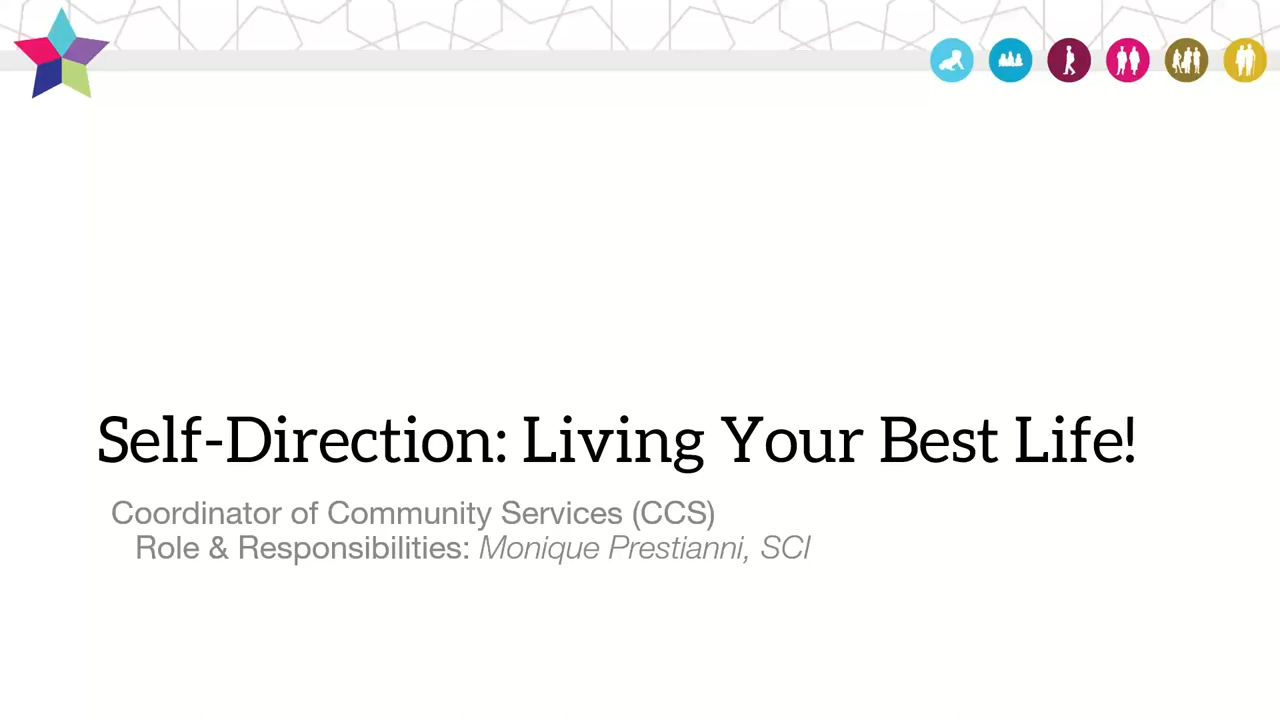 Self-Direction: Living Your Best Life!
Coordinator of Community Services (CCS)
Role & Responsibilities: Monique Prestianni, SCI